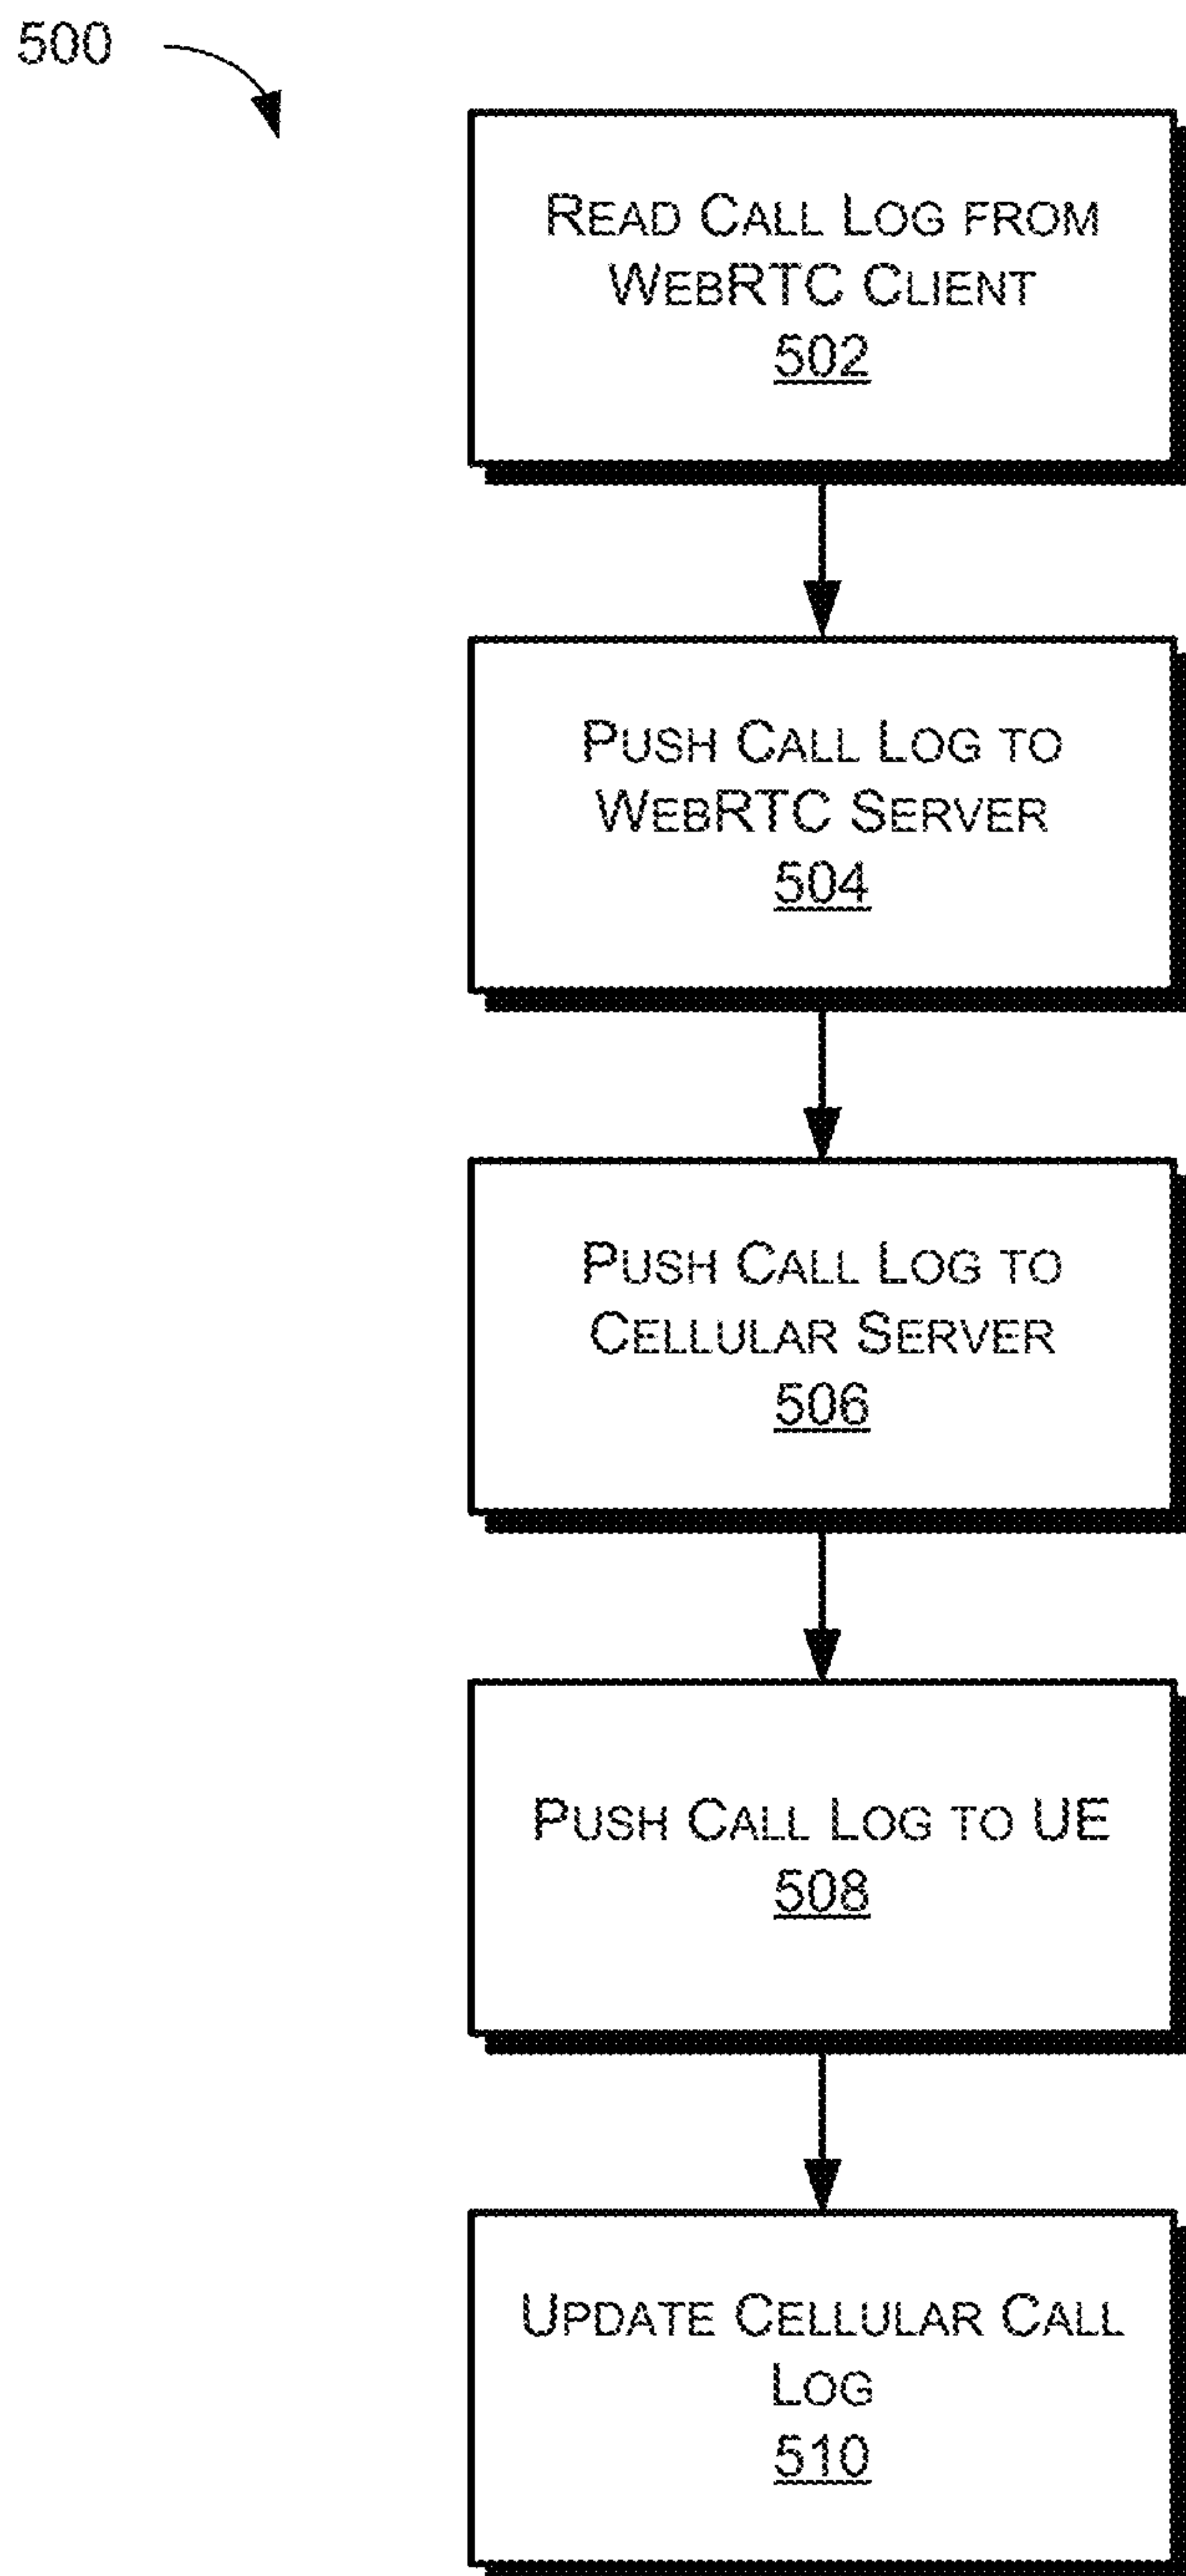 500
READ CALL LOG FROM
WEBRTC CLIENT
502
PUSH CALL LOG TO
WEBRTC SERVER
504
PUSH CALL LOG TO
CELLULAR SERVER
506
PUSH CALL LOG TO UE
508
UPDATE CELLULAR CALL
LOG
510